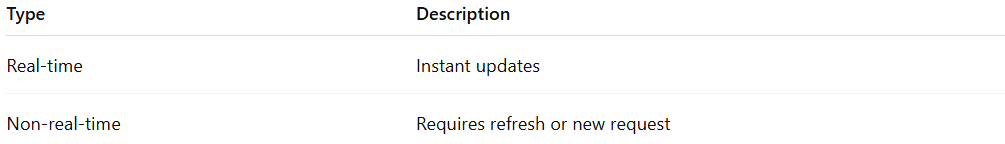 Type Description
Real-time Instant updates
Non-real-time Requires refresh or new request